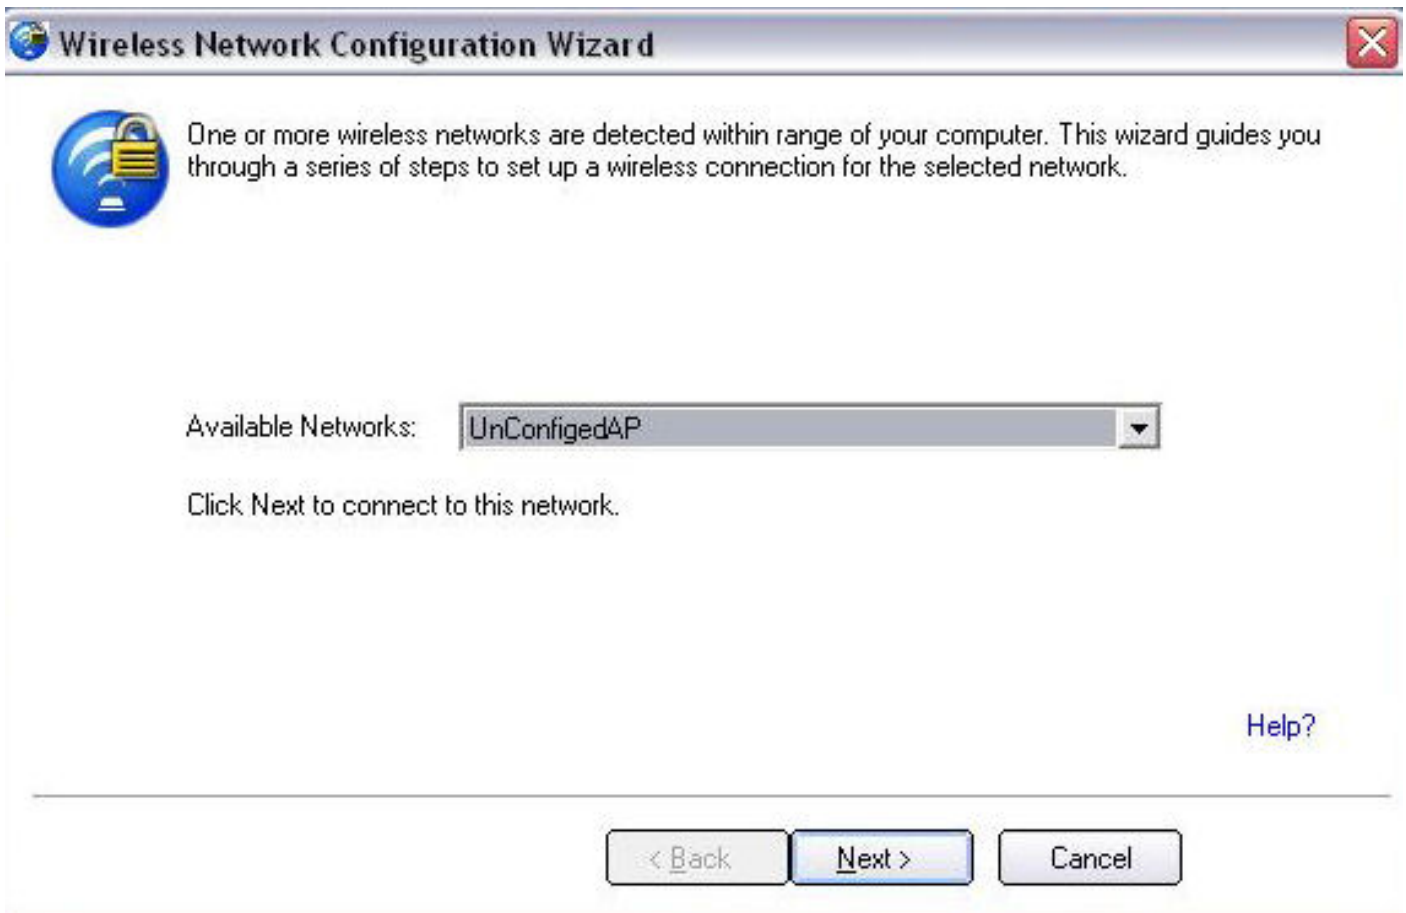 Wireless Network Configuration Wizard
One or more wireless networks are detected within range of your computer. This wizard guides you
through a series of steps to set up a wireless connection for the selected network.
Available Networks: UnConfigedAP
Click Next to connect to this network.
Help?
< Back Next > Cancel